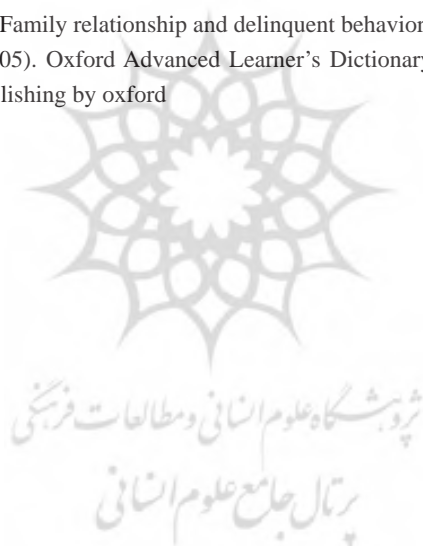 Family relationship and delinquent behavior
05). Oxford Advanced Learner's Dictionary
lishing by oxford
پژوهشگاه علوم انسانی و مطالعات فرهنگی
پرتال جامع علوم انسانی